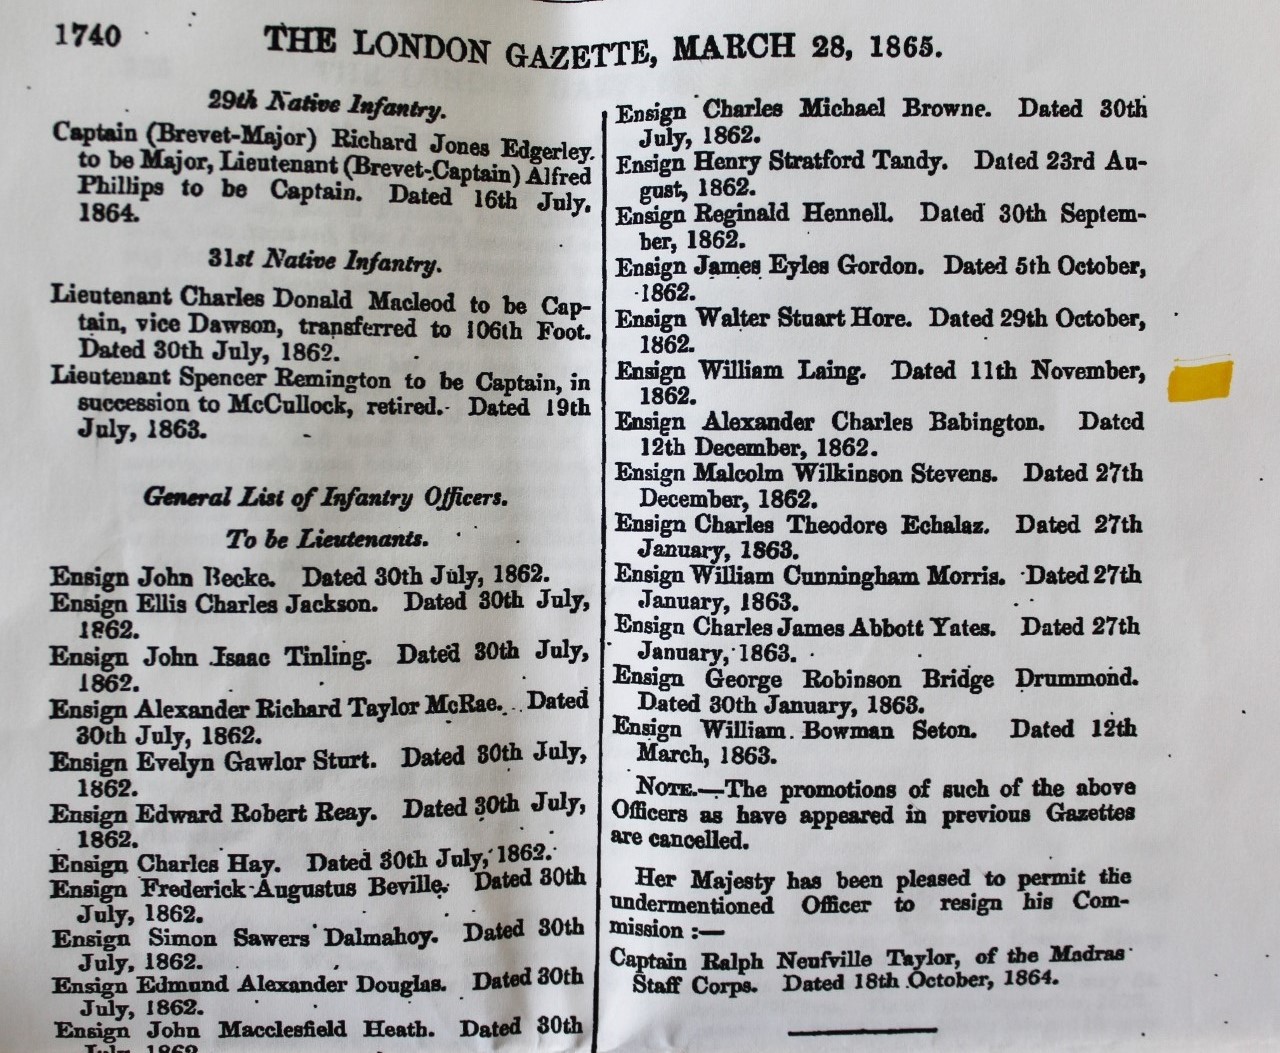 1740
THE LONDON GAZETTE, MARCH 28, 1865.
29th Native Infantry.
Captain (Brevet-Major) Richard Jones Edgerley.
to be Major, Lieutenant (Brevet-Captain) Alfred
Phillips to be Captain. Dated 16th July,
1864.
31st Native Infantry.
Lieutenant Charles Donald Macleod to be Cap-
tain, vice Dawson, transferred to 106th Foot.
Dated 30th July, 1862.
Lieutenant Spencer Remington to be Captain, in
succession to McCullock, retired. Dated 19th
July, 1863.
General List of Infantry Officers.
To be Lieutenants.
Ensign John Becke. Dated 30th July, 1862.
Ensign Ellis Charles Jackson. Dated 30th July,
1862.
Ensign John Isaac Tinling. Dated 30th July,
1862.
Ensign Alexander Richard Taylor McRae. Dated
30th July, 1862.
Ensign Evelyn Gawlor Sturt. Dated 30th July,
1862.
Ensign Edward Robert Reay. Dated 30th July,
1862.
Ensign Charles Hay. Dated 30th July, 1862.
Ensign Frederick Augustus Beville. Dated 30th
July, 1862.
Ensign Simon Sawers Dalmahoy. Dated 30th
July, 1862.
Ensign Edmund Alexander Douglas. Dated 30th
July, 1862.
Ensign John Macclesfield Heath. Dated 30th
July, 1862.
Ensign Charles Michael Browne. Dated 30th
July, 1862.
Ensign Henry Stratford Tandy. Dated 23rd Au-
gust, 1862.
Ensign Reginald Hennell. Dated 30th Septem-
ber, 1862.
Ensign James Eyles Gordon. Dated 5th October,
1862.
Ensign Walter Stuart Hore. Dated 29th October,
1862.
Ensign William Laing. Dated 11th November,
1862.
Ensign Alexander Charles Babington. Dated
12th December, 1862.
Ensign Malcolm Wilkinson Stevens. Dated 27th
December, 1862.
Ensign Charles Theodore Echalaz. Dated 27th
January, 1863.
Ensign William Cunningham Morris. Dated 27th
January, 1863.
Ensign Charles James Abbott Yates. Dated 27th
January, 1863.
Ensign George Robinson Bridge Drummond.
Dated 30th January, 1863.
Ensign William Bowman Seton. Dated 12th
March, 1863.
NOTE.—The promotions of such of the above
Officers as have appeared in previous Gazettes
are cancelled.
Her Majesty has been pleased to permit the
undermentioned Officer to resign his Com-
mission :—
Captain Ralph Neufville Taylor, of the Madras
Staff Corps. Dated 18th October, 1864.